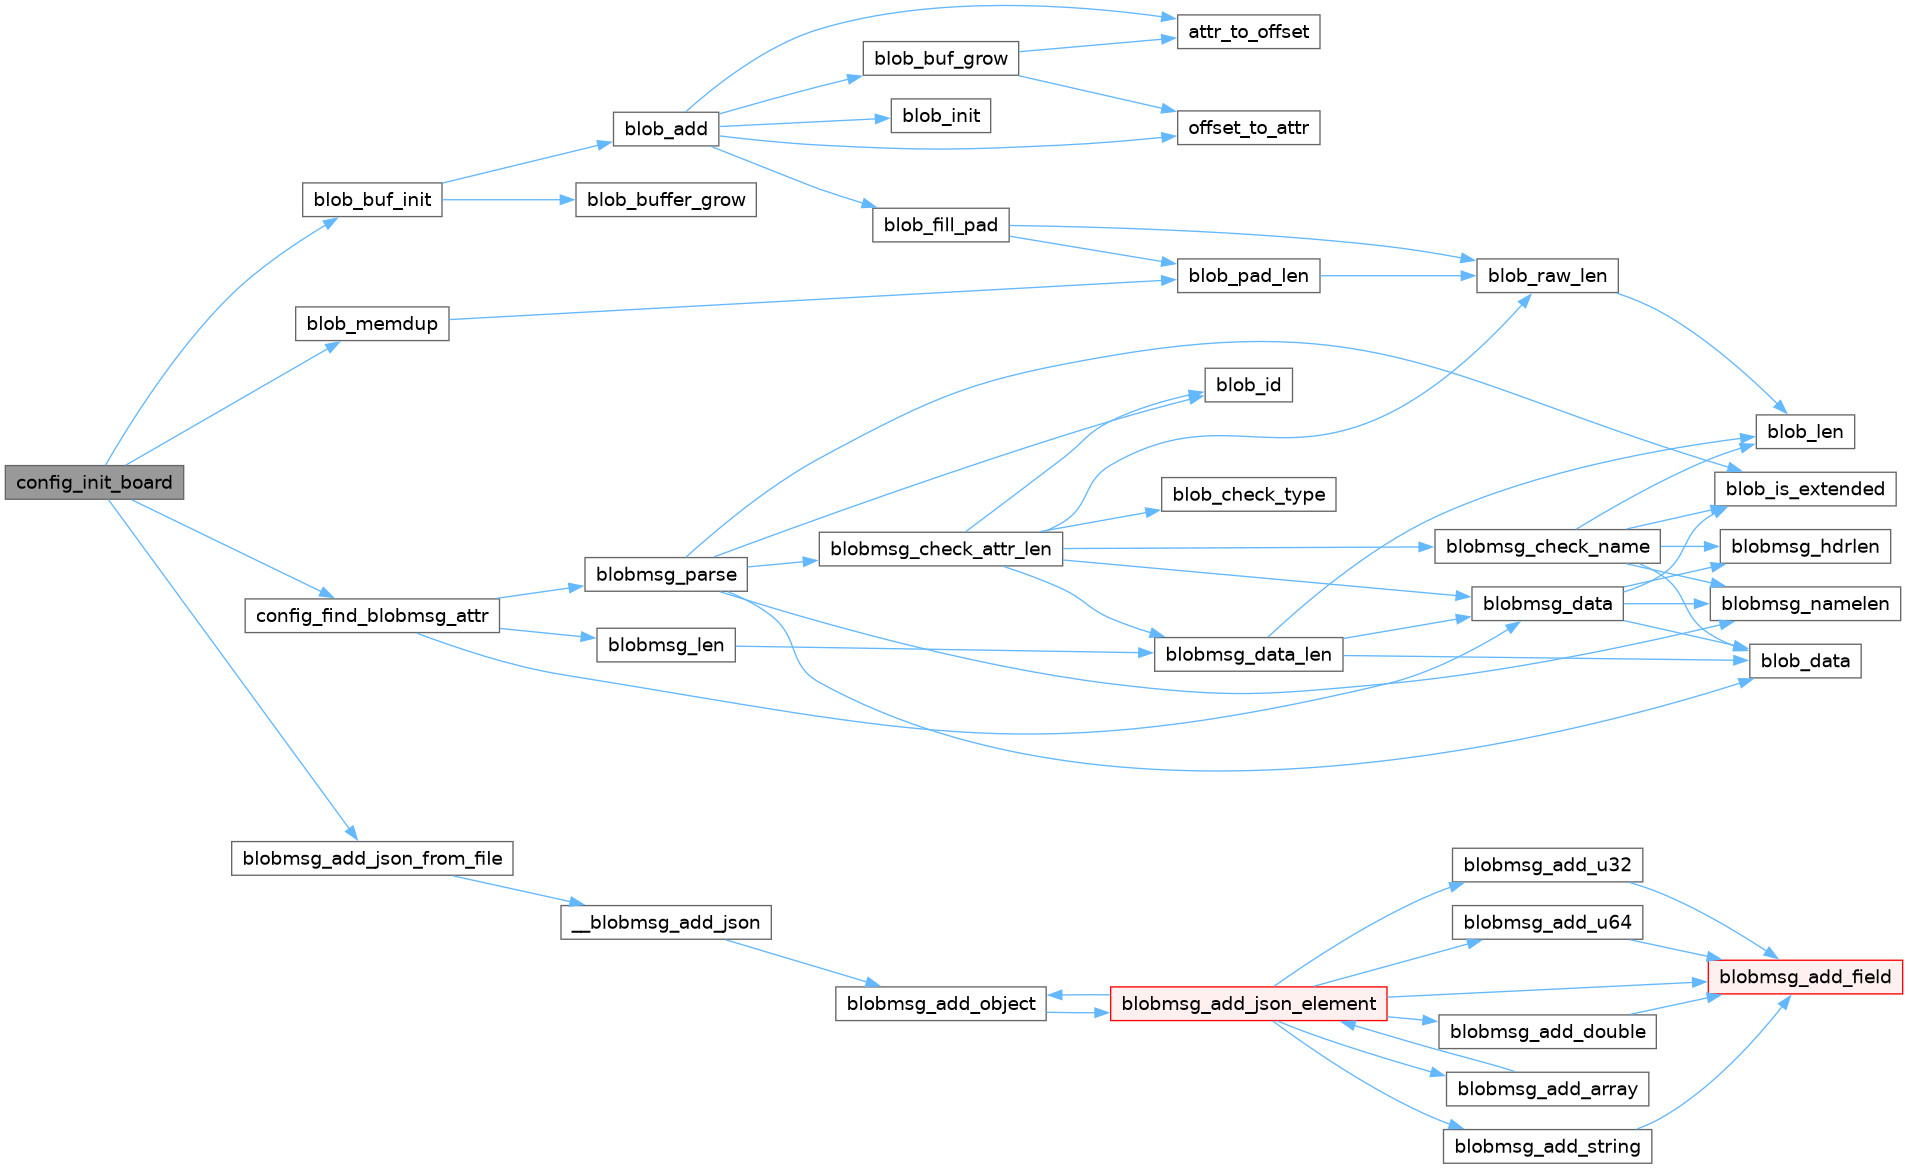 config_init_board
blob_buf_init
blob_add
attr_to_offset
blob_buf_grow
blob_init
offset_to_attr
blob_buffer_grow
blob_fill_pad
blob_pad_len
blob_raw_len
blob_memdup
blob_id
blob_len
blob_check_type
blob_is_extended
blobmsg_check_attr_len
blobmsg_check_name
blobmsg_hdrlen
blobmsg_parse
blobmsg_data
blobmsg_namelen
config_find_blobmsg_attr
blobmsg_len
blobmsg_data_len
blob_data
blobmsg_add_json_from_file
__blobmsg_add_json
blobmsg_add_object
blobmsg_add_json_element
blobmsg_add_u32
blobmsg_add_u64
blobmsg_add_field
blobmsg_add_double
blobmsg_add_array
blobmsg_add_string